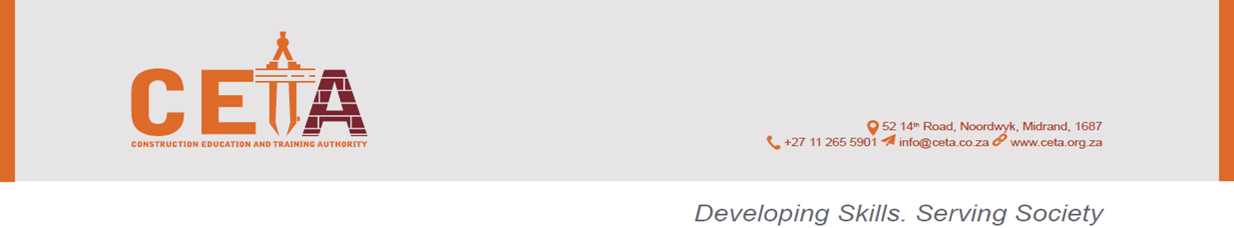 CETA
CONSTRUCTION EDUCATION AND TRAINING AUTHORITY
52 14th Road, Noordwyk, Midrand, 1687
+27 11 265 5901 info@ceta.co.za www.ceta.org.za
Developing Skills. Serving Society